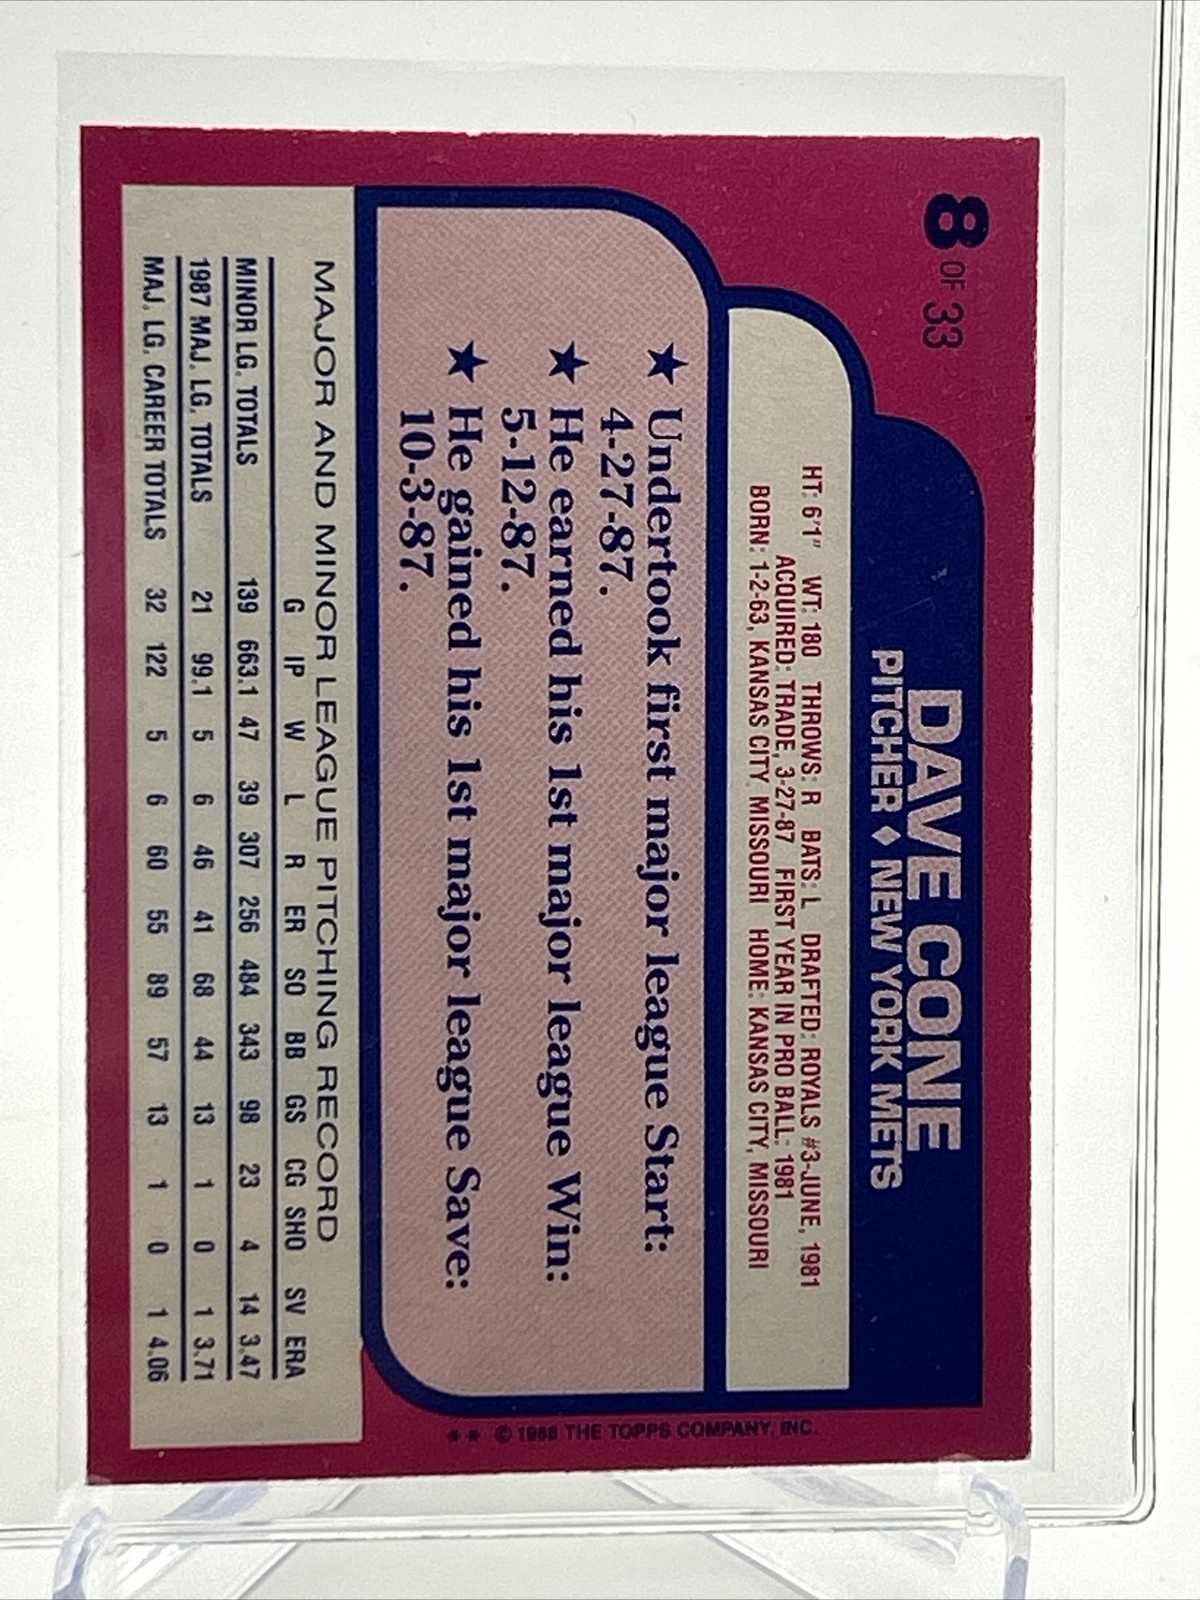 8 OF 33
DAVE CONE
PITCHER ♦ NEW YORK METS
HT: 6'1" WT: 180 THROWS: R BATS: L DRAFTED: ROYALS #3-JUNE, 1981
ACQUIRED: TRADE, 3-27-87 FIRST YEAR IN PRO BALL: 1981
BORN: 1-2-63, KANSAS CITY, MISSOURI HOME: KANSAS CITY, MISSOURI
★ Undertook first major league Start:
4-27-87.
★ He earned his 1st major league Win:
5-12-87.
★ He gained his 1st major league Save:
10-3-87.
MAJOR AND MINOR LEAGUE PITCHING RECORD
G IP W L R ER SO BB GS CG SHO SV ERA
MINOR LG. TOTALS 139 663.1 47 39 307 256 484 343 98 23 4 14 3.47
1987 MAJ. LG. TOTALS 21 99.1 5 6 46 41 68 44 13 1 0 1 3.71
MAJ. LG. CAREER TOTALS 32 122 5 6 60 55 89 57 13 1 0 1 4.06
** © 1988 THE TOPPS COMPANY, INC.